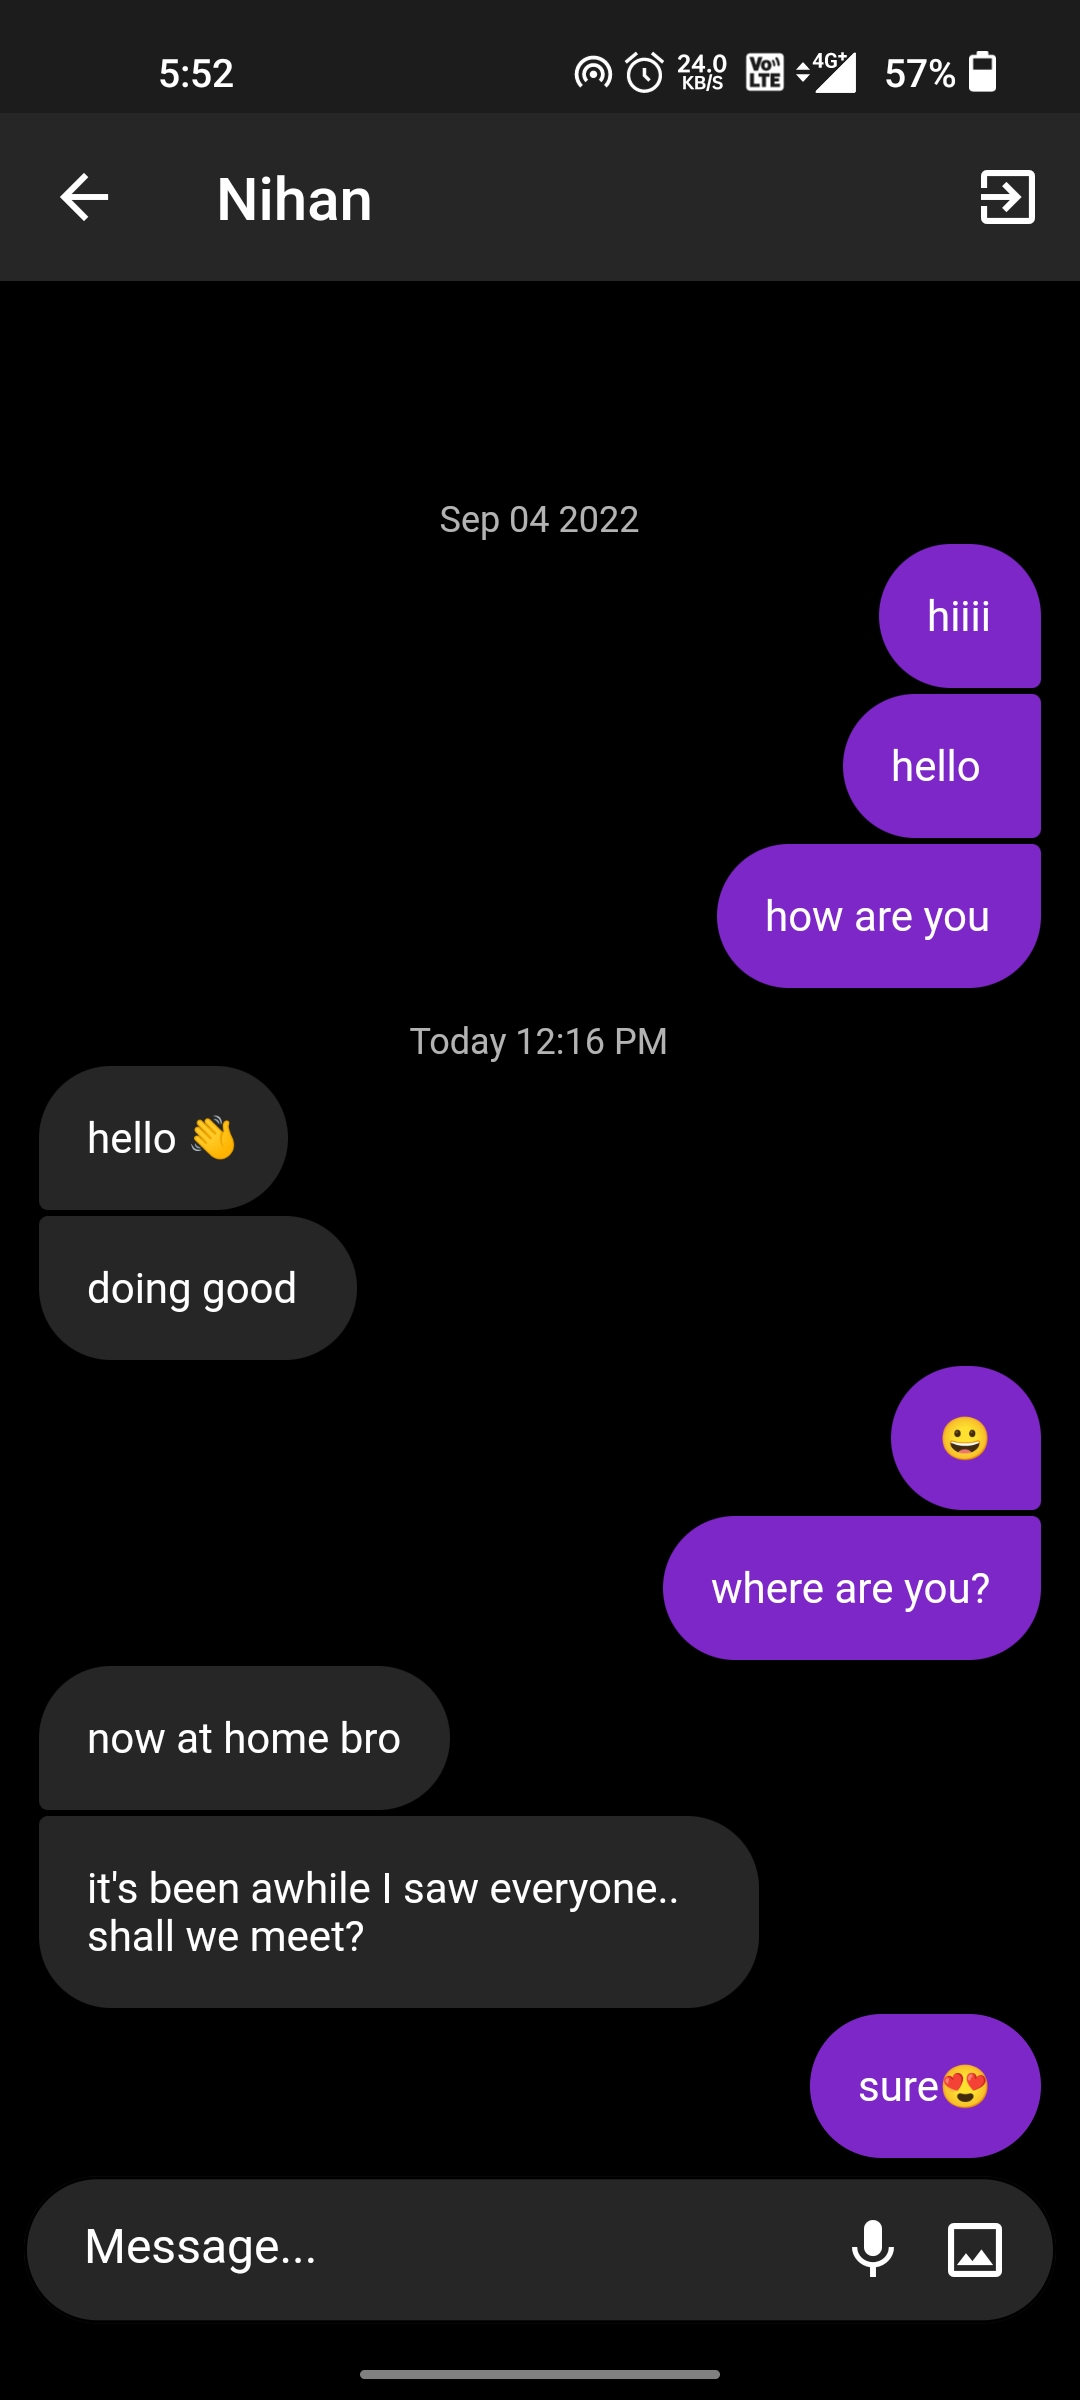 5:52
24.0
KB/S
Vo
LTE
4G+
57%
Nihan
Sep 04 2022
hiiii
hello
how are you
Today 12:16 PM
hello 👋
doing good
😀
where are you?
now at home bro
it's been awhile I saw everyone..
shall we meet?
sure😍
Message...